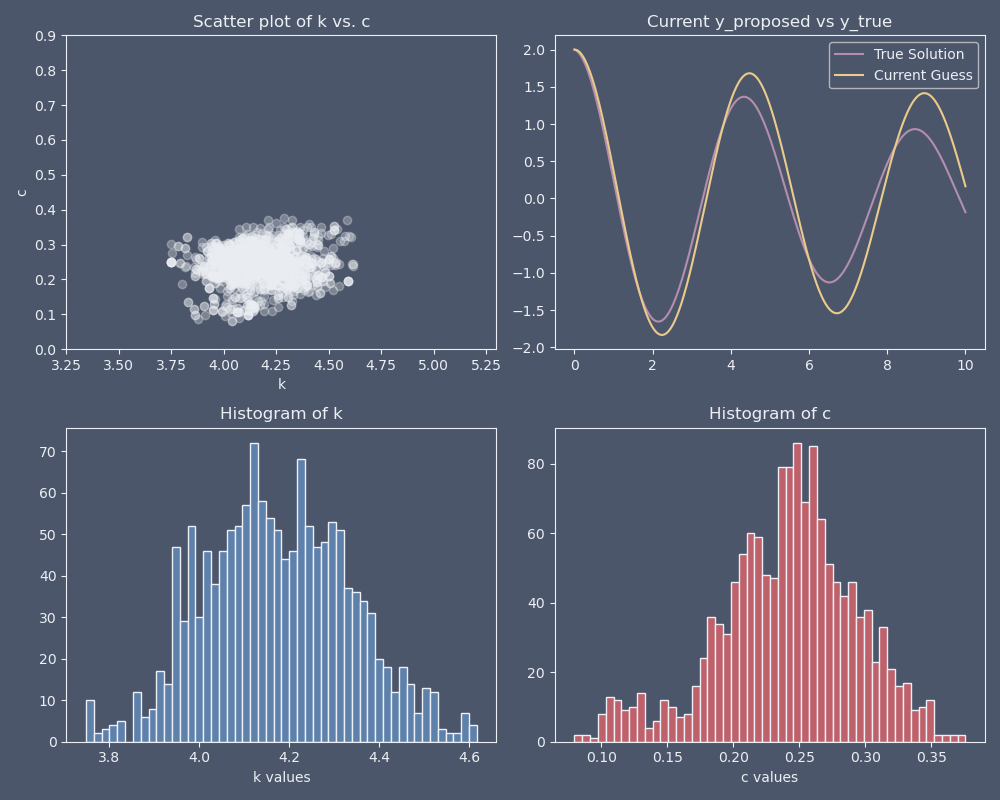 Scatter plot of k vs. c
0.9
0.8
0.7
0.6
0.5
0.4
0.3
0.2
0.1
0.0
c
3.25 3.50 3.75 4.00 4.25 4.50 4.75 5.00 5.25
k
Current y_proposed vs y_true
True Solution
Current Guess
2.0
1.5
1.0
0.5
0.0
−0.5
−1.0
−1.5
−2.0
0 2 4 6 8 10
Histogram of k
70
60
50
40
30
20
10
0
3.8 4.0 4.2 4.4 4.6
k values
Histogram of c
80
60
40
20
0
0.10 0.15 0.20 0.25 0.30 0.35
c values